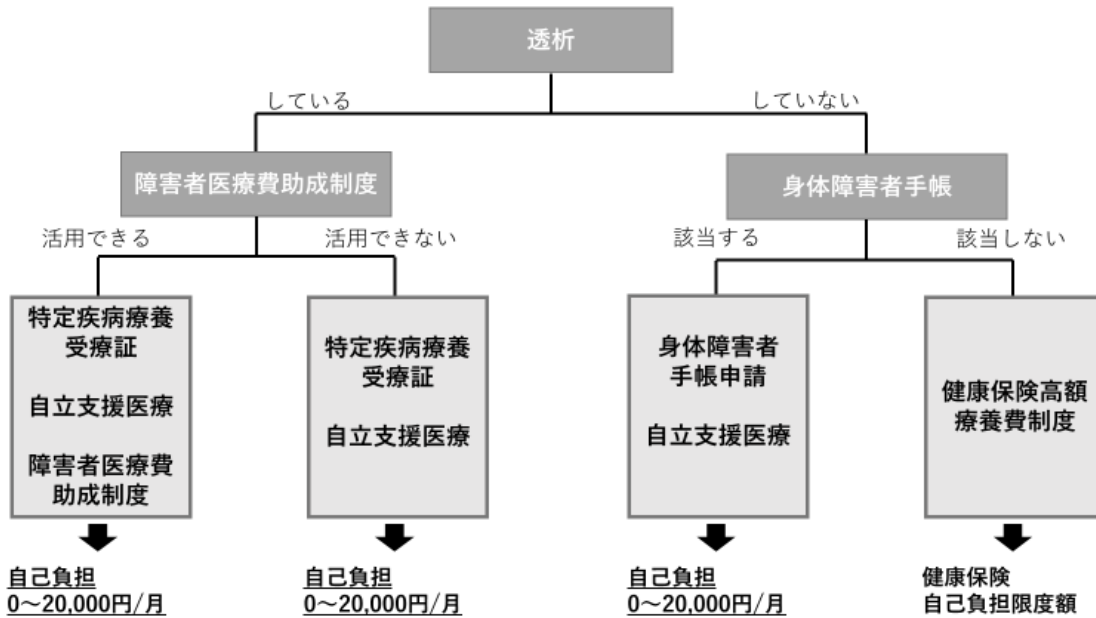 透析
している
していない
障害者医療費助成制度
身体障害者手帳
活用できる
活用できない
該当する
該当しない
特定疾病療養
受療証
自立支援医療
障害者医療費
助成制度
特定疾病療養
受療証
自立支援医療
身体障害者
手帳申請
自立支援医療
健康保険高額
療養費制度
自己負担
0～20,000円/月
自己負担
0～20,000円/月
自己負担
0～20,000円/月
健康保険
自己負担限度額